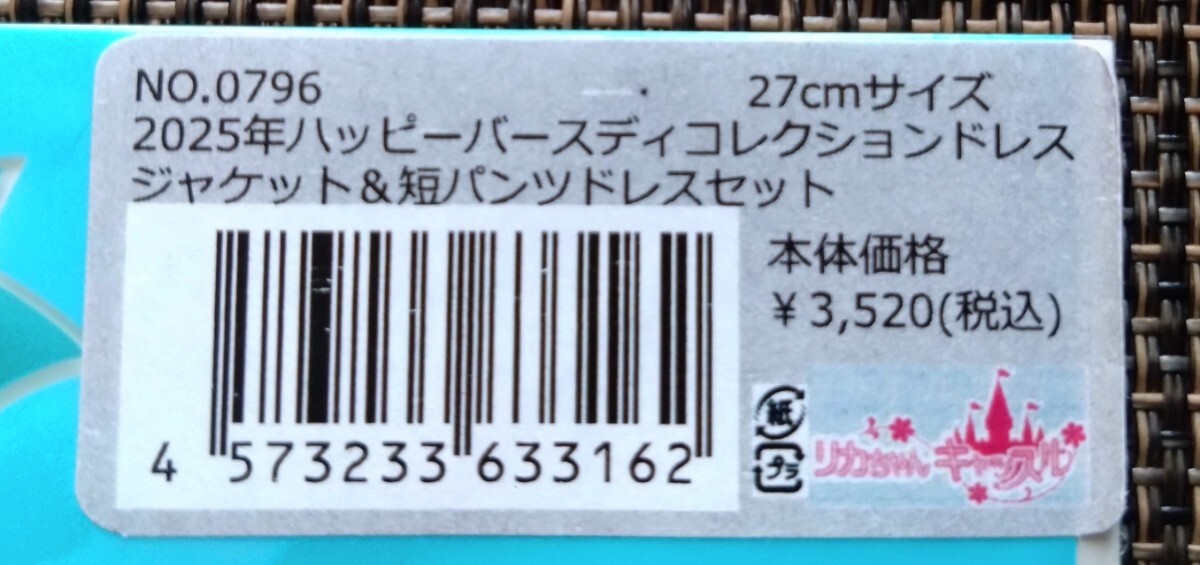 NO.0796 27cmサイズ
2025年ハッピーバースディコレクションドレス
ジャケット&短パンツドレスセット
本体価格
¥3,520(税込)
4 573233 633162
紙
プラ
リカちゃん キャッスル